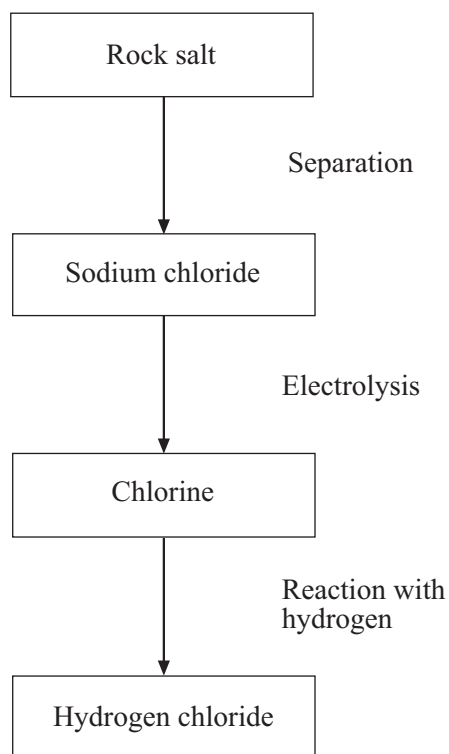 Rock salt
Separation
Sodium chloride
Electrolysis
Chlorine
Reaction with
hydrogen
Hydrogen chloride